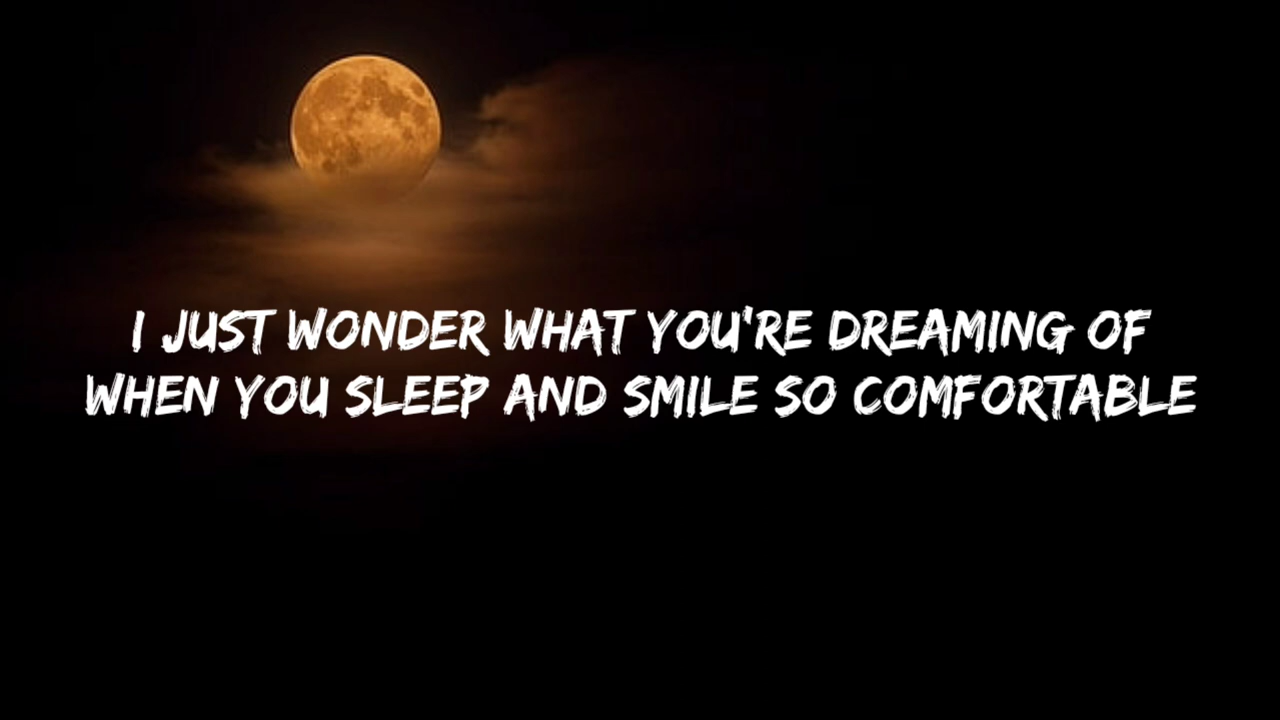 I JUST WONDER WHAT YOU'RE DREAMING OF
WHEN YOU SLEEP AND SMILE SO COMFORTABLE